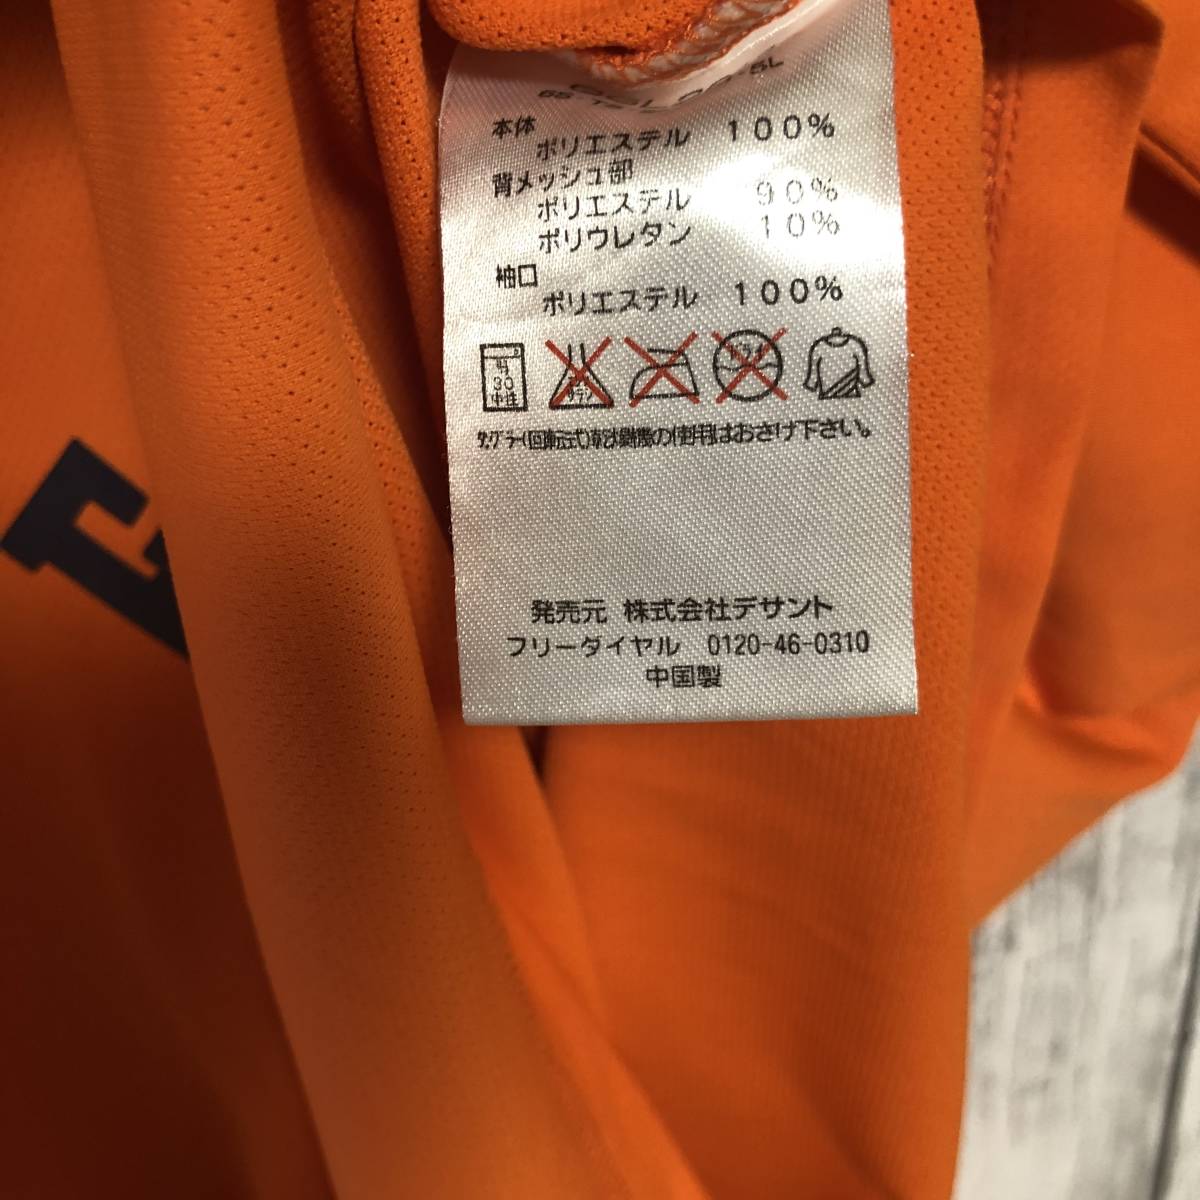 本体
ポリエステル 100%
背メッシュ部
ポリエステル 90%
ポリウレタン 10%
袖口
ポリエステル 100%
弱
30
中性
タンブラー(回転式)乾燥機の使用はおさけ下さい。
発売元 株式会社デサント
フリーダイヤル 0120-46-0310
中国製